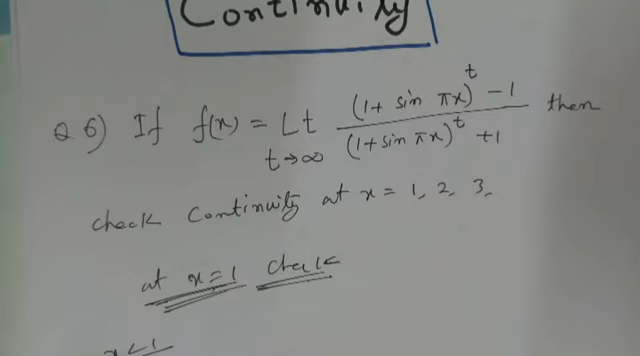 Continuity
Q 6) If f(x) = Lt t→∞ ((1+ sin πx)^t - 1)/((1+sin πx)^t +1) then
check Continuity at x = 1, 2, 3,
at x=1 check
x<1